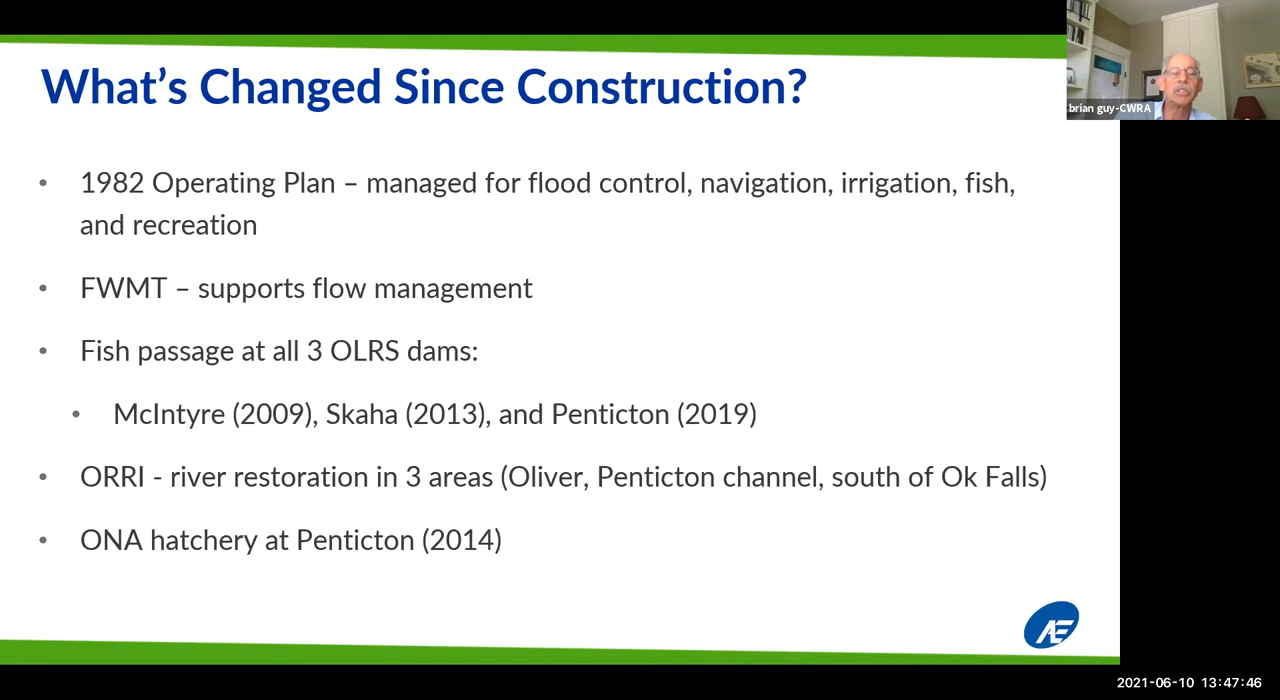 What's Changed Since Construction?
brian guy-CWRA
• 1982 Operating Plan – managed for flood control, navigation, irrigation, fish,
and recreation
• FWMT – supports flow management
• Fish passage at all 3 OLRS dams:
• McIntyre (2009), Skaha (2013), and Penticton (2019)
• ORRI - river restoration in 3 areas (Oliver, Penticton channel, south of Ok Falls)
• ONA hatchery at Penticton (2014)
AE
2021-06-10 13:47:46